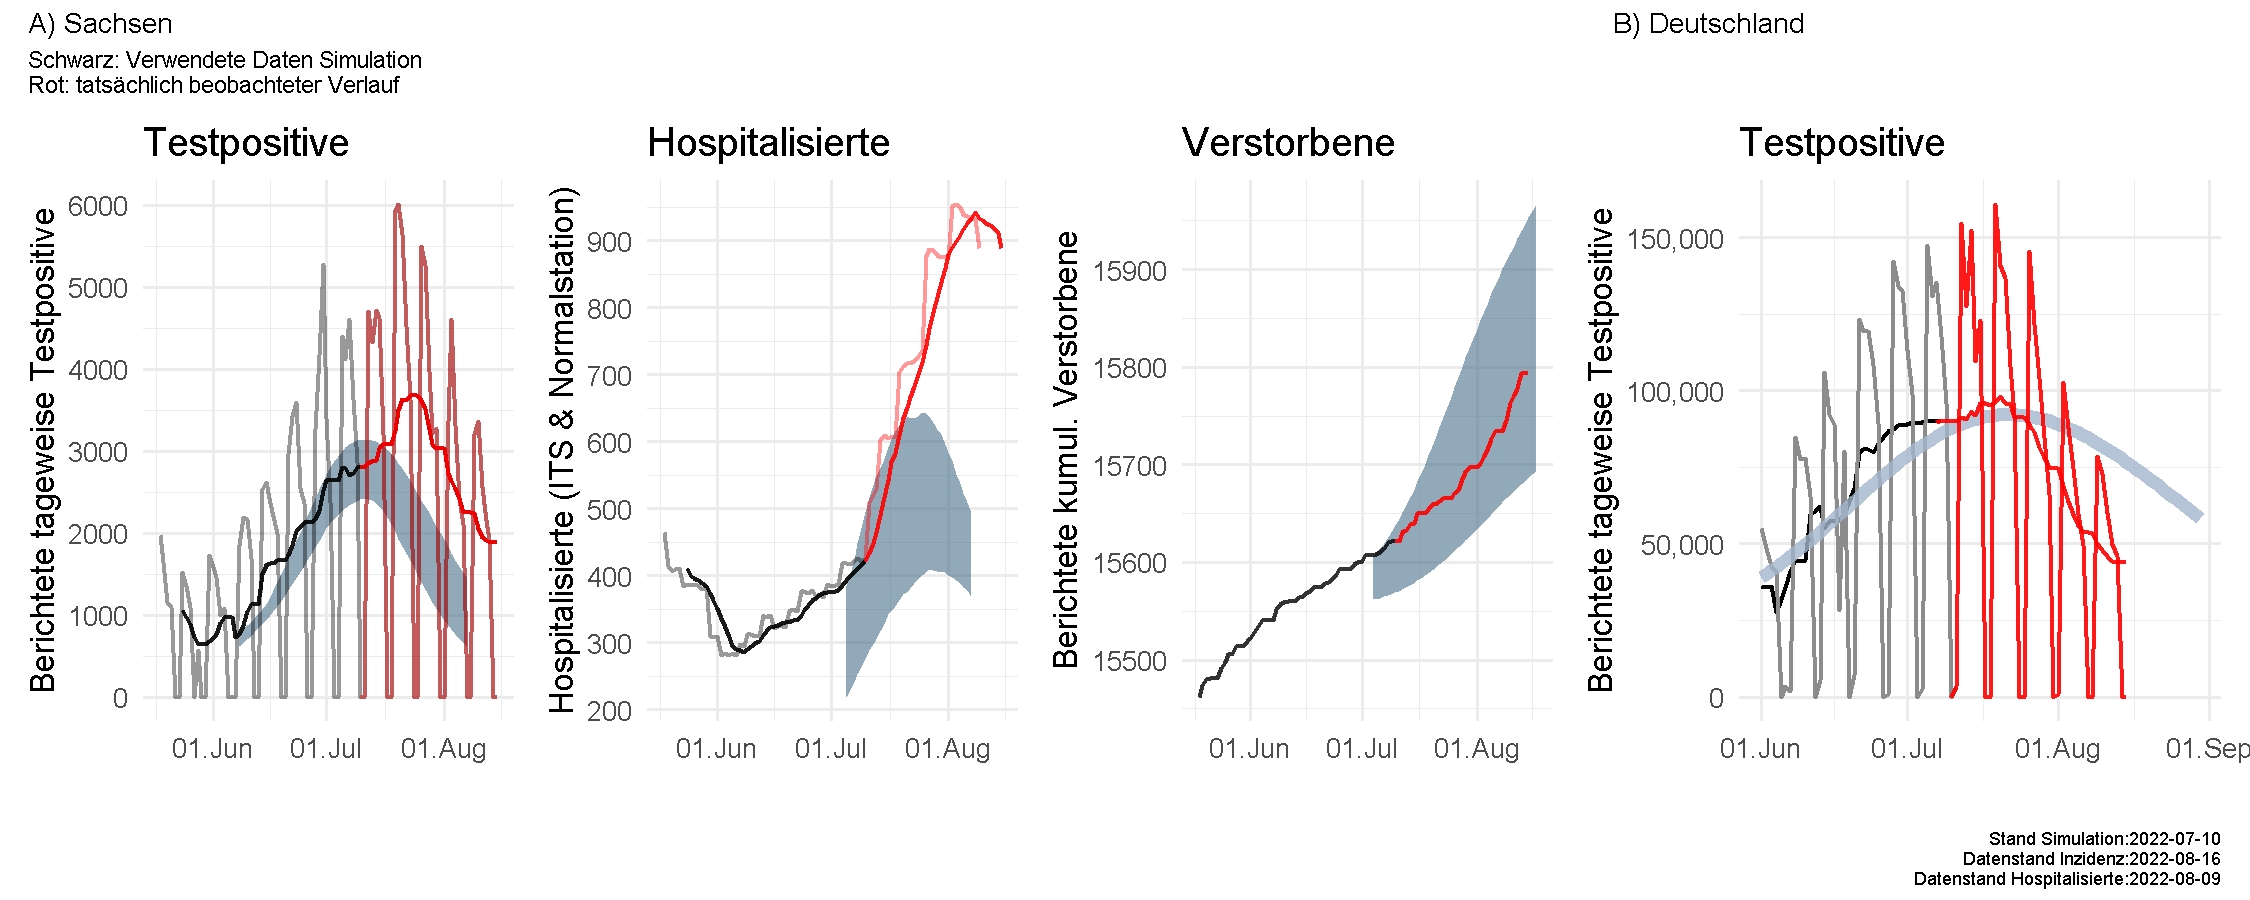 A) Sachsen
Schwarz: Verwendete Daten Simulation
Rot: tatsächlich beobachteter Verlauf
B) Deutschland
Testpositive
Berichtete tageweise Testpositive
6000
5000
4000
3000
2000
1000
0
01.Jun 01.Jul 01.Aug
Hospitalisierte
Hospitalisierte (ITS & Normalstation)
900
800
700
600
500
400
300
200
01.Jun 01.Jul 01.Aug
Verstorbene
Berichtete kumul. Verstorbene
15900
15800
15700
15600
15500
01.Jun 01.Jul 01.Aug
Testpositive
Berichtete tageweise Testpositive
150,000
100,000
50,000
0
01.Jun 01.Jul 01.Aug 01.Sep
Stand Simulation:2022-07-10
Datenstand Inzidenz:2022-08-16
Datenstand Hospitalisierte:2022-08-09